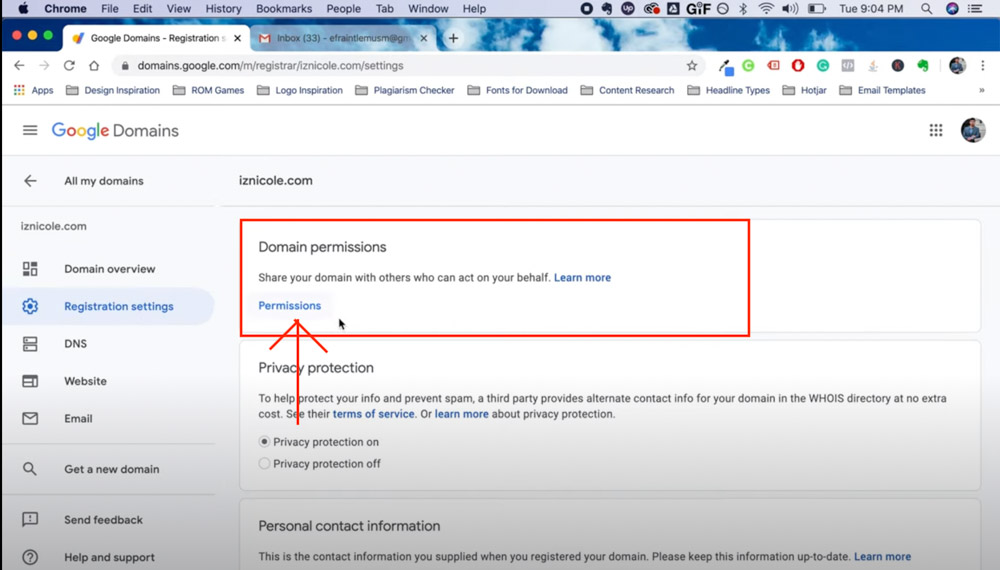 Chrome File Edit View History Bookmarks People Tab Window Help GIF Tue 9:04 PM
Google Domains - Registration s Inbox (33) - efraintlemusm@gm
domains.google.com/m/registrar/iznicole.com/settings
Apps Design Inspiration ROM Games Logo Inspiration Plagiarism Checker Fonts for Download Content Research Headline Types Hotjar Email Templates
Google Domains
All my domains
iznicole.com
iznicole.com
Domain overview
Registration settings
DNS
Website
Email
Get a new domain
Send feedback
Help and support
Domain permissions
Share your domain with others who can act on your behalf. Learn more
Permissions
Privacy protection
To help protect your info and prevent spam, a third party provides alternate contact info for your domain in the WHOIS directory at no extra
cost. See their terms of service. Or learn more about privacy protection.
Privacy protection on
Privacy protection off
Personal contact information
This is the contact information you supplied when you registered your domain. Please keep this information up-to-date. Learn more